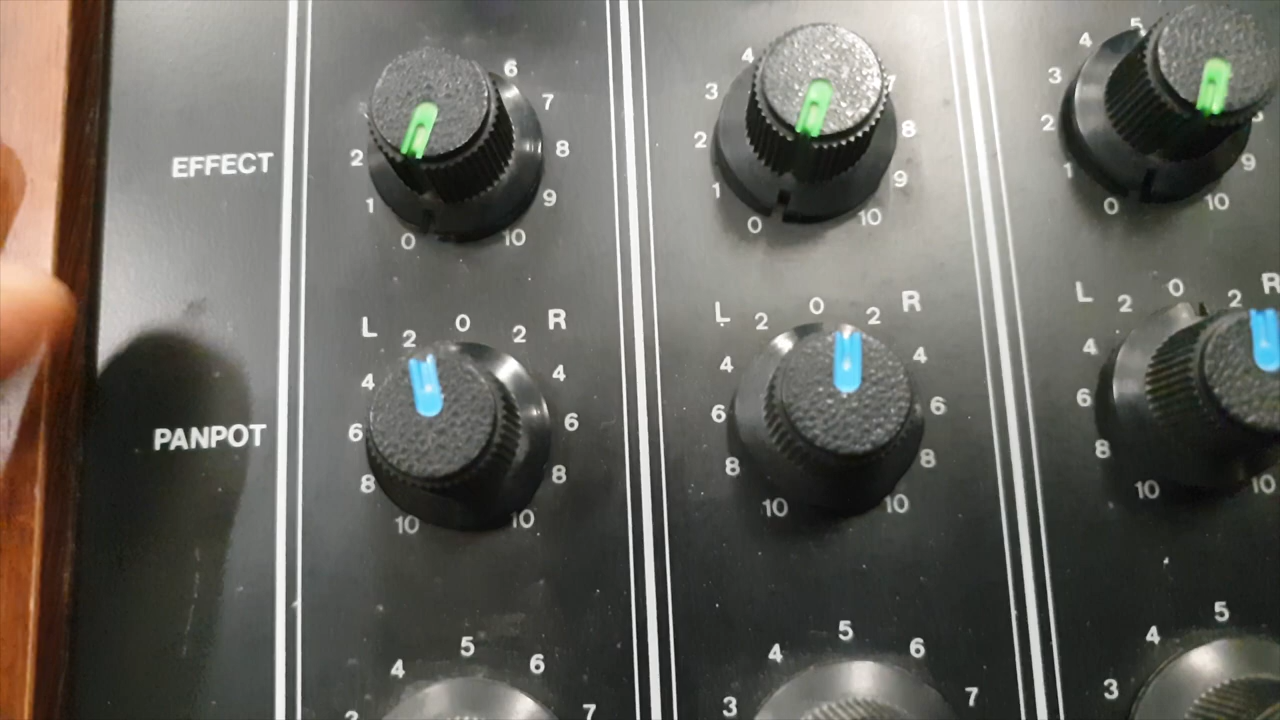 5
6 4 4
7 3 7 3
8 2 8 2
EFFECT 2
9 1 9 9
1 0 10 1
0 10 0 10
L 0 R L 0 R L 0 R
2 2 2 2 2 2
4 4 4 4 4
6 6 6 6 6
PANPOT
8 8 8 8 8
10 10 10 10 10 10
5 5 5
4 6 4 6 4
7 3 7 3